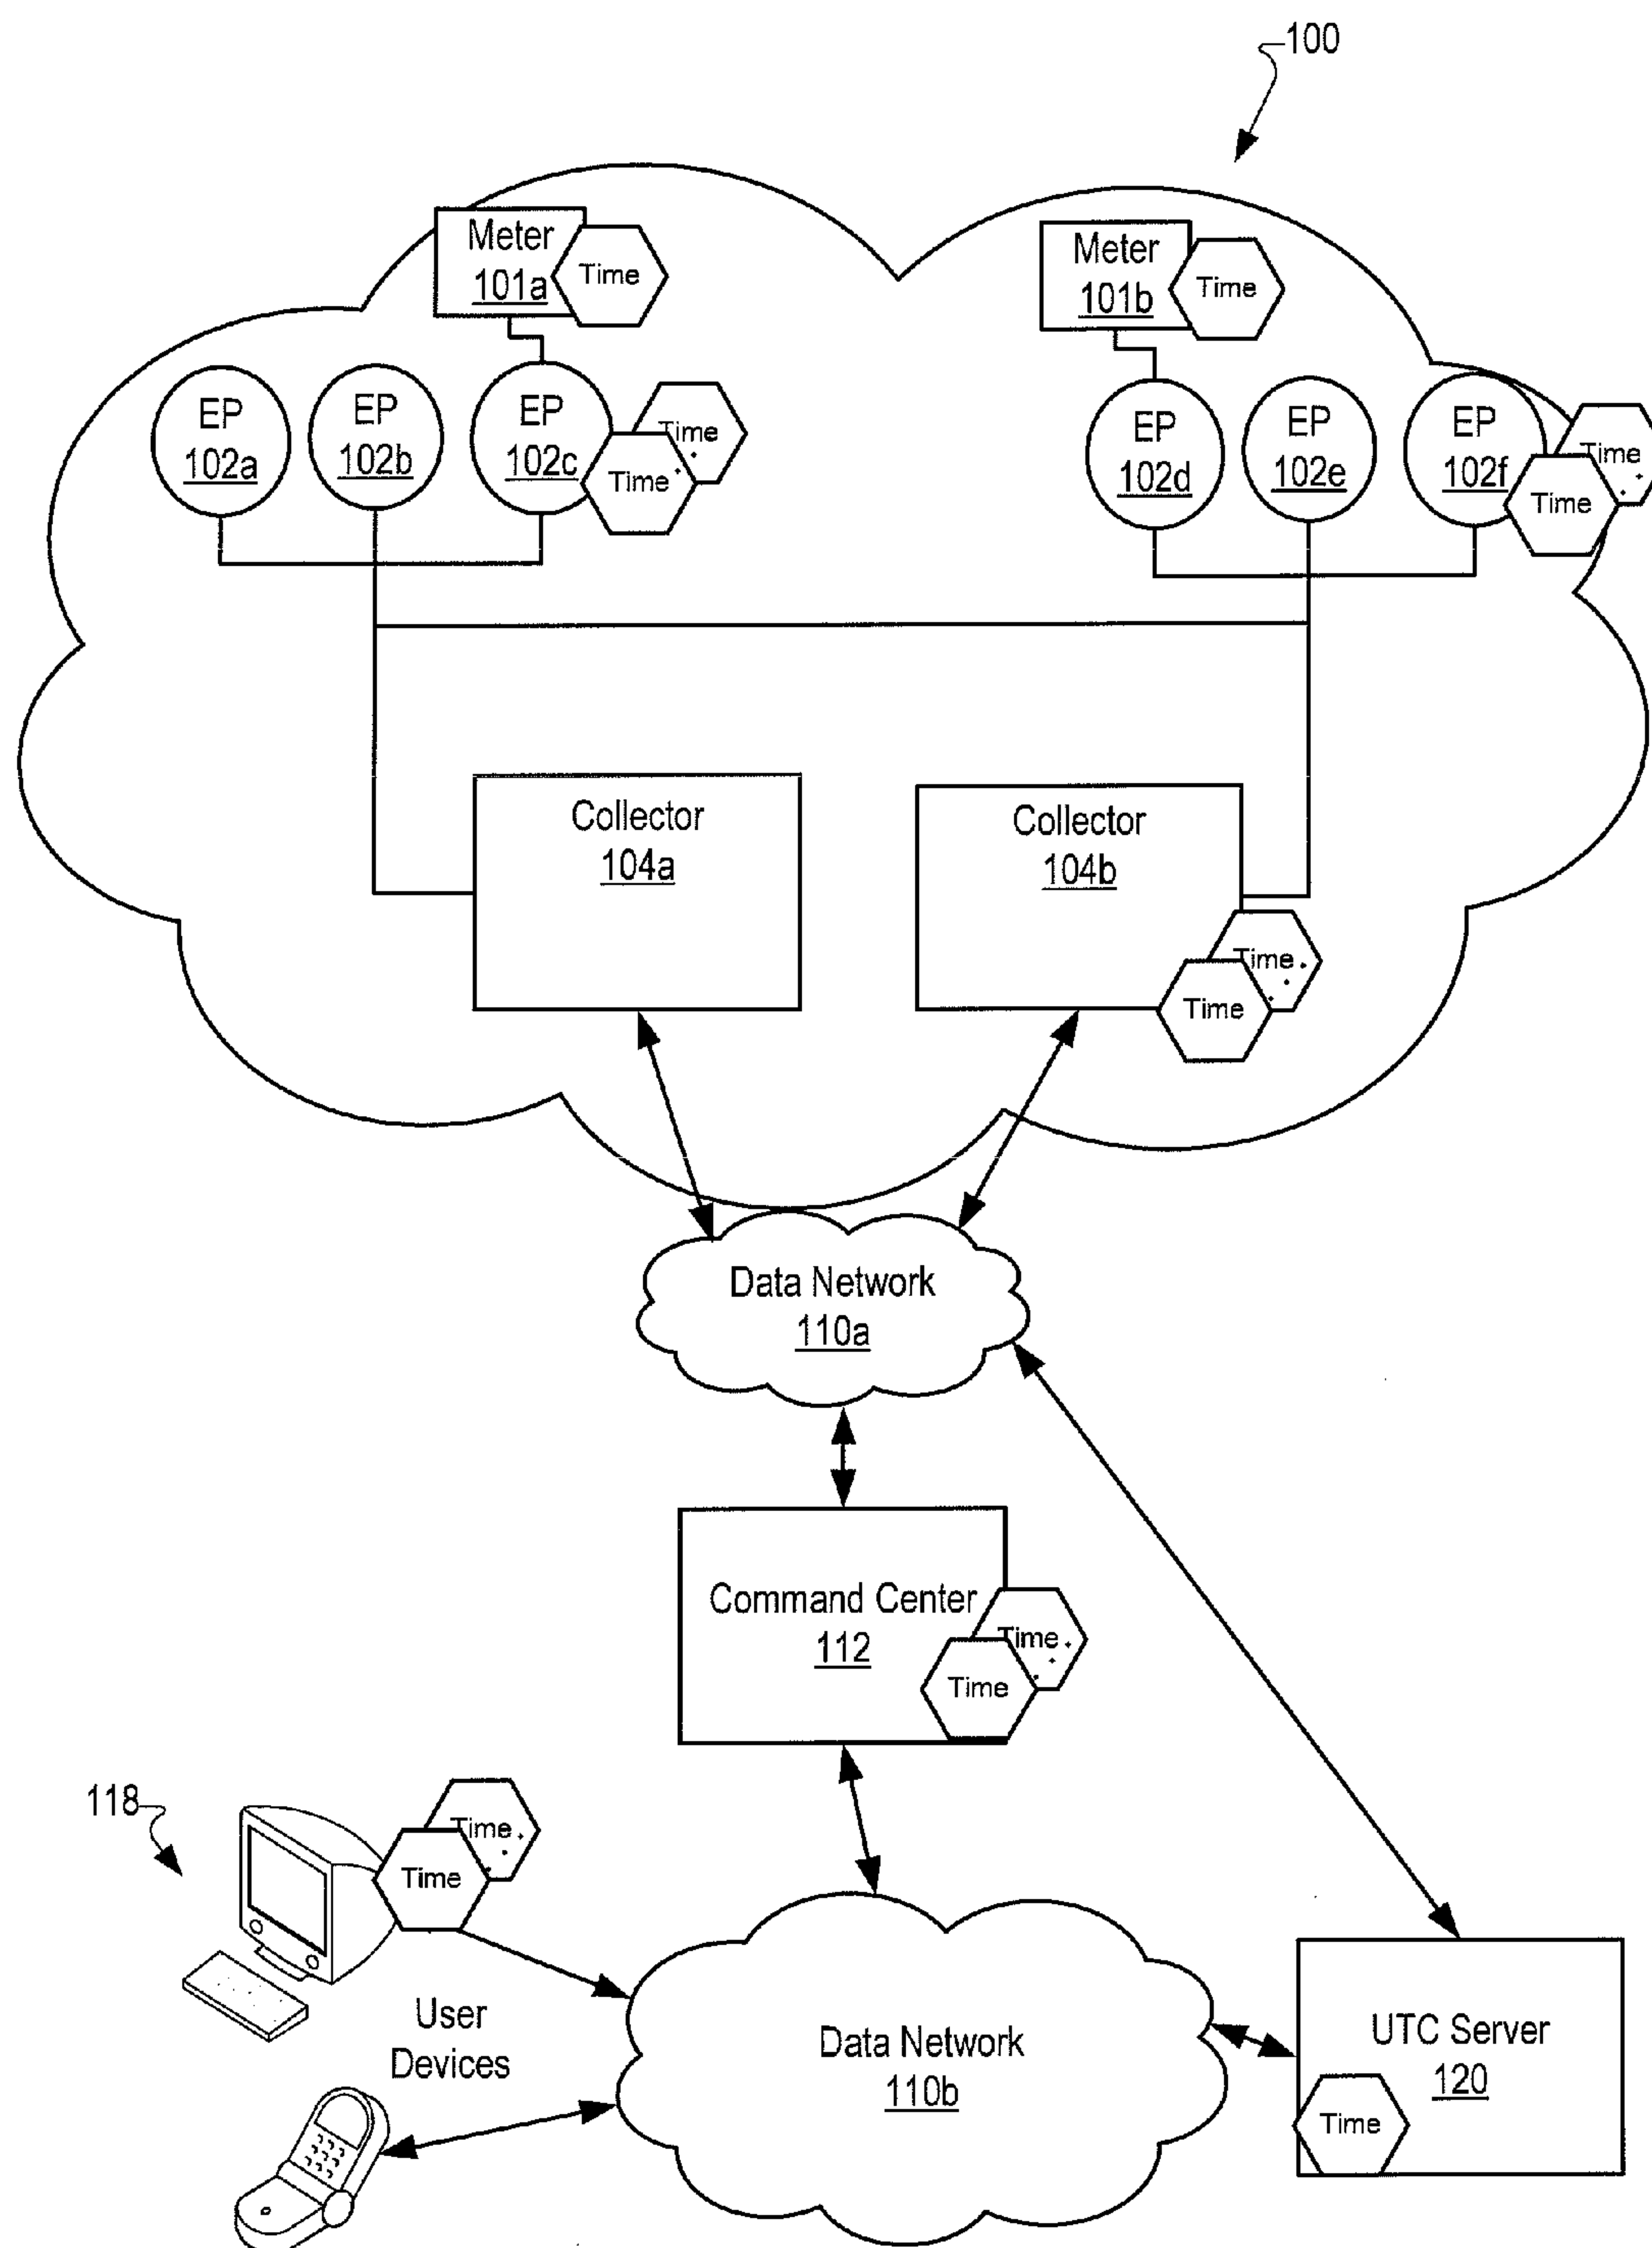 100
Meter
101a
Time
Meter
101b
Time
EP
102a
EP
102b
EP
102c
Time
Time
EP
102d
EP
102e
EP
102f
Time
Time
Collector
104a
Collector
104b
Time
Time
Data Network
110a
Command Center
112
Time
Time
118
Time
Time
User
Devices
Data Network
110b
UTC Server
120
Time